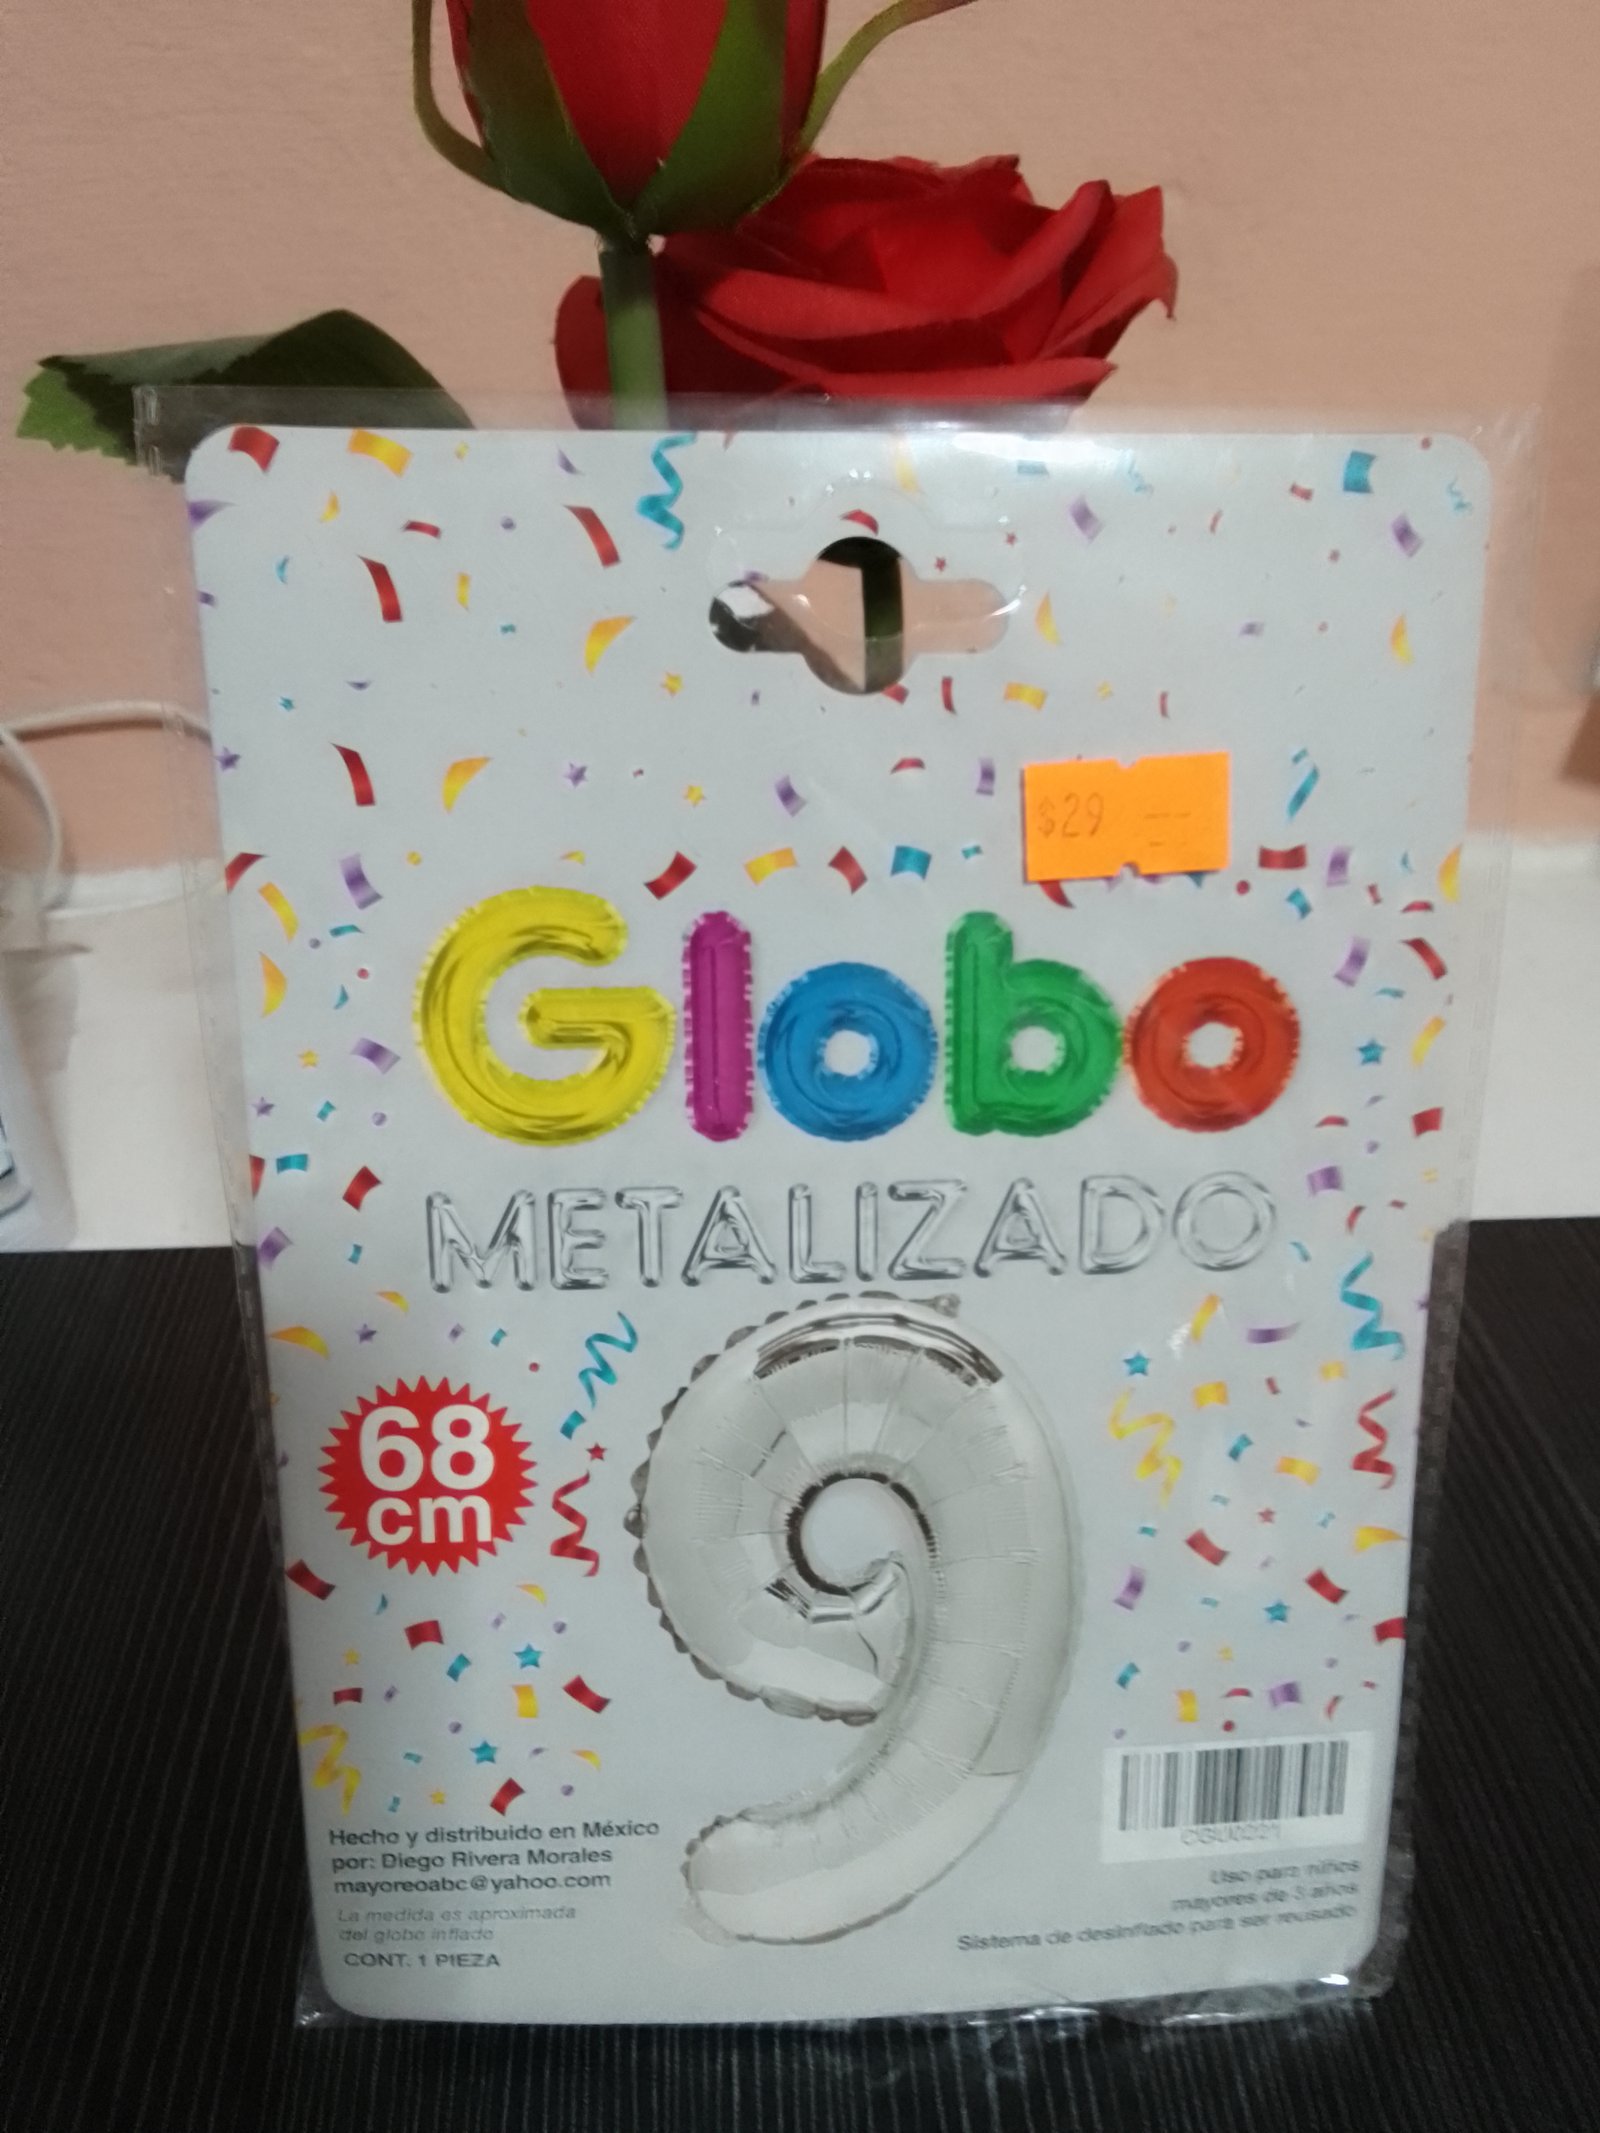 $29
Globo
METALIZADO
68
cm
9
Hecho y distribuido en México
por: Diego Rivera Morales
mayoreoabc@yahoo.com
La medida es aproximada
del globo inflado
CONT. 1 PIEZA
Uso para niños
mayores de 3 años
Sistema de desinflado para ser reusado